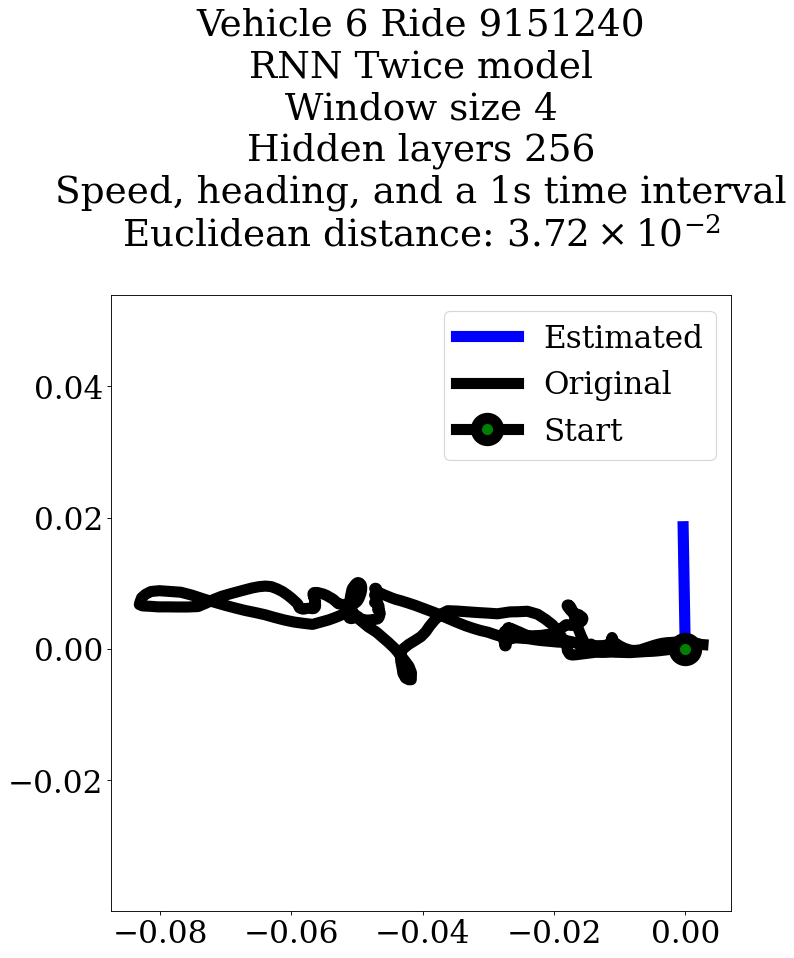 Vehicle 6 Ride 9151240
RNN Twice model
Window size 4
Hidden layers 256
Speed, heading, and a 1s time interval
Euclidean distance: 3.72 × 10⁻²
Estimated
Original
Start
0.04
0.02
0.00
−0.02
−0.08 −0.06 −0.04 −0.02 0.00